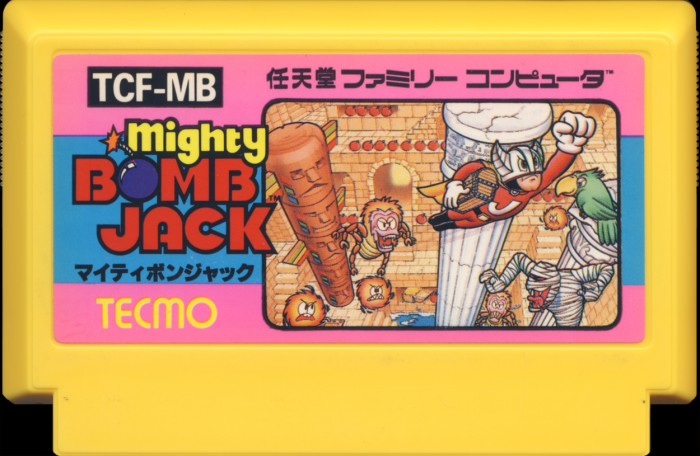 TCF-MB
任天堂 ファミリー コンピュータ™
mighty
BOMB
JACK™
マイティボンジャック
TECMO